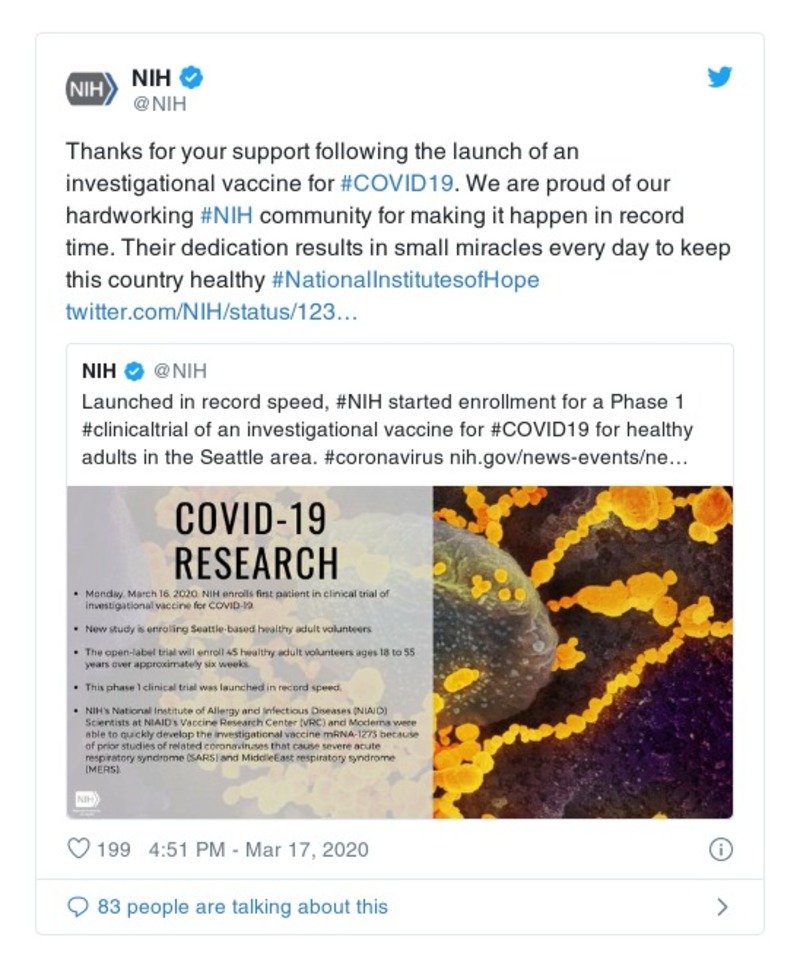 NIH
NIH
@NIH
Thanks for your support following the launch of an
investigational vaccine for #COVID19. We are proud of our
hardworking #NIH community for making it happen in record
time. Their dedication results in small miracles every day to keep
this country healthy #NationalInstitutesofHope
twitter.com/NIH/status/123…
NIH @NIH
Launched in record speed, #NIH started enrollment for a Phase 1
#clinicaltrial of an investigational vaccine for #COVID19 for healthy
adults in the Seattle area. #coronavirus nih.gov/news-events/ne…
COVID-19
RESEARCH
• Monday, March 16, 2020, NIH enrolls first patient in clinical trial of
investigational vaccine for COVID-19.
• New study is enrolling Seattle-based healthy adult volunteers
• The open-label trial will enroll 45 healthy adult volunteers ages 18 to 55
years over approximately six weeks.
• This phase 1 clinical trial was launched in record speed.
• NIH's National Institute of Allergy and Infectious Diseases (NIAID)
Scientists at NIAID's Vaccine Research Center (VRC) and Moderna were
able to quickly develop the investigational vaccine mRNA-1273 because
of prior studies of related coronaviruses that cause severe acute
respiratory syndrome (SARS) and MiddleEast respiratory syndrome
(MERS).
NIH
199 4:51 PM - Mar 17, 2020
83 people are talking about this